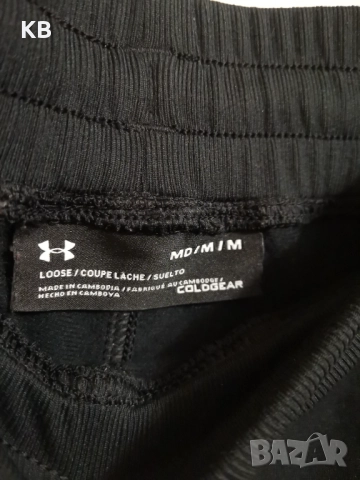 KB
MD/M/M
LOOSE / COUPE LÂCHE / SUELTO
MADE IN CAMBODIA / FABRIQUÉ AU CAMBODGE /
HECHO EN CAMBOYA
COLDGEAR
BAZAR